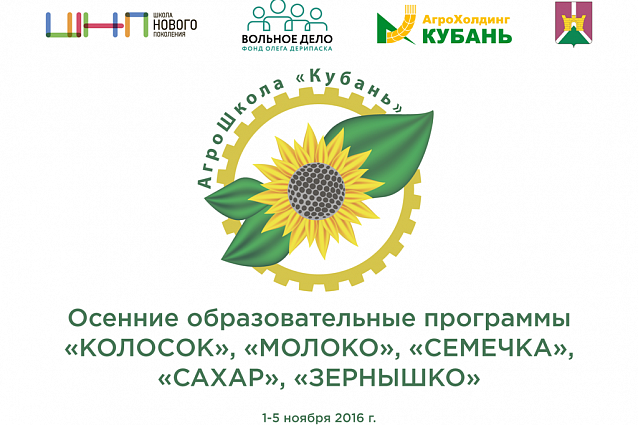 ШНП
ШКОЛА
НОВОГО
ПОКОЛЕНИЯ
ВОЛЬНОЕ ДЕЛО
ФОНД ОЛЕГА ДЕРИПАСКА
АгроХолдинг
КУБАНЬ
АгроШкола «Кубань»
Осенние образовательные программы
«КОЛОСОК», «МОЛОКО», «СЕМЕЧКА»,
«САХАР», «ЗЕРНЫШКО»
1-5 ноября 2016 г.